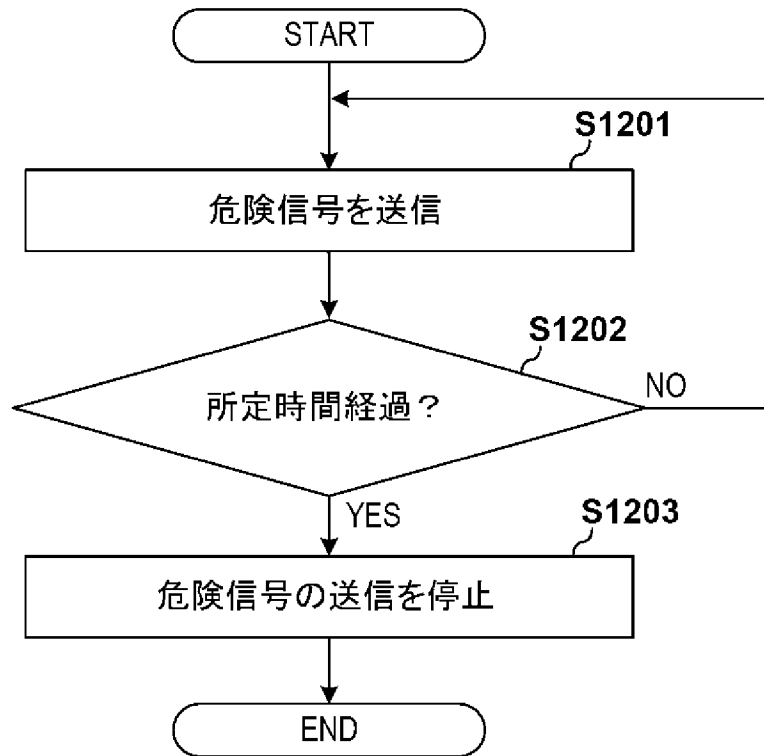 START
S1201
危険信号を送信
S1202
所定時間経過？
NO
YES
S1203
危険信号の送信を停止
END